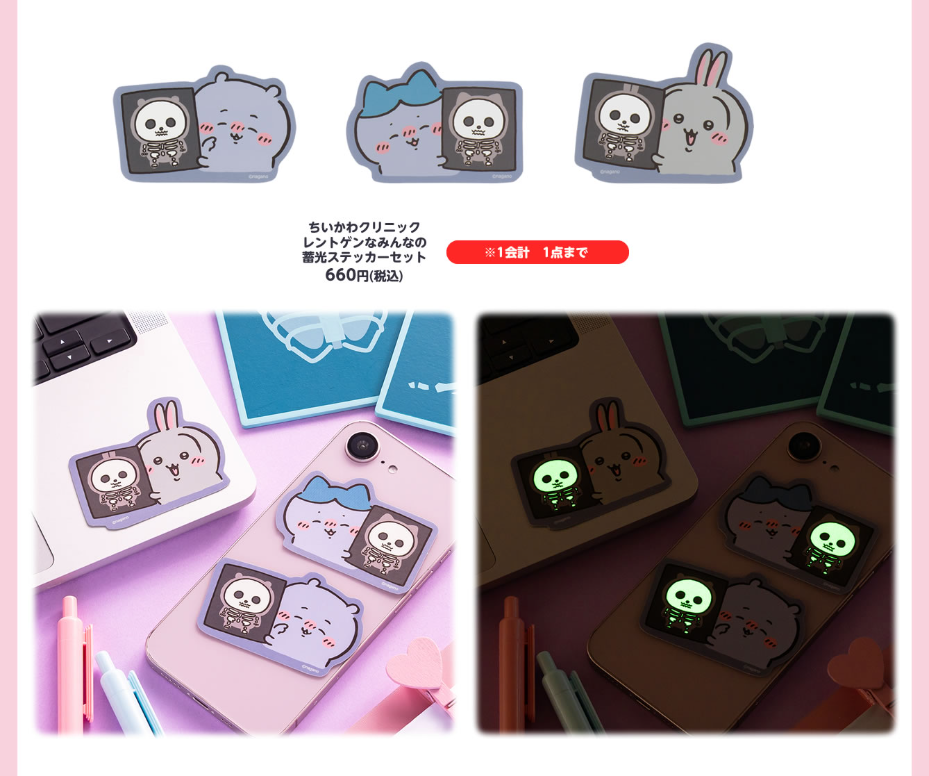 ちいかわクリニック
レントゲンなみんなの
蓄光ステッカーセット
660円(税込)
※1会計　1点まで